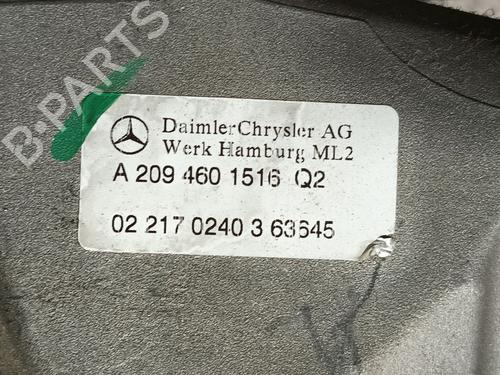 B-PARTS
DaimlerChrysler AG
Werk Hamburg ML2
A 209 460 1516 Q2
02 217 0240 3 63645